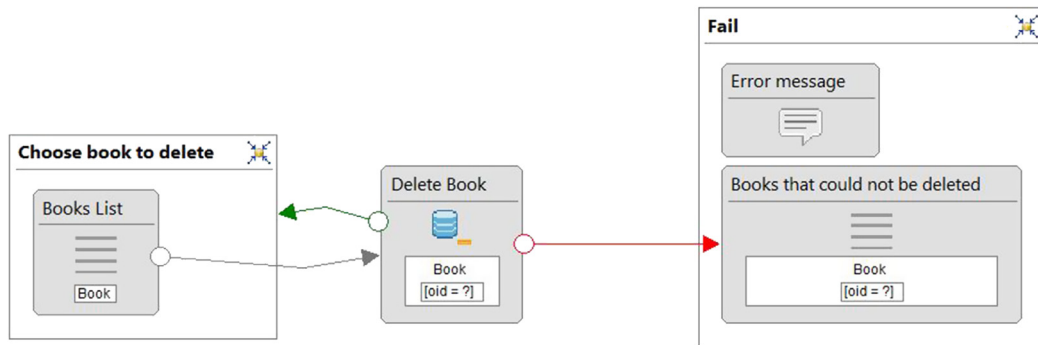 Choose book to delete
Books List
Book
Delete Book
Book
[oid = ?]
Fail
Error message
Books that could not be deleted
Book
[oid = ?]